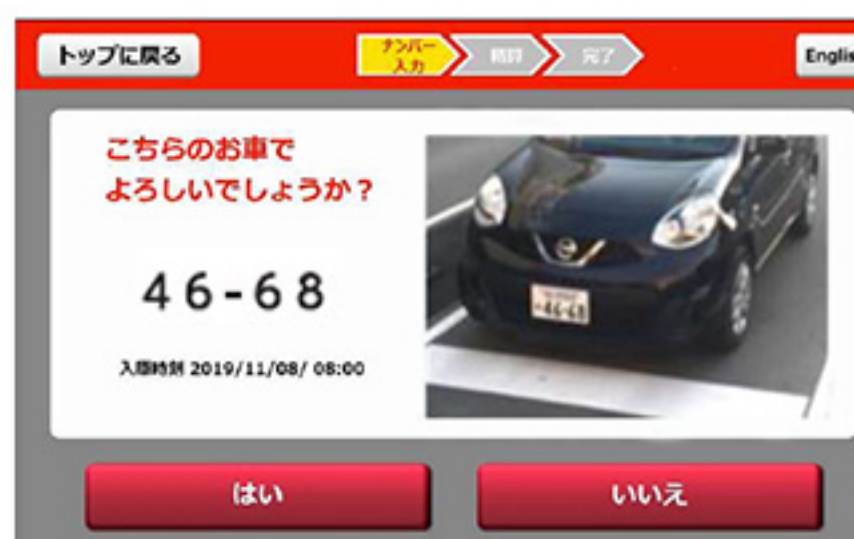 トップに戻る
ナンバー
入力
精算
完了
Englis
こちらのお車で
よろしいでしょうか？
46-68
入庫時刻 2019/11/08/ 08:00
46-68
はい
いいえ